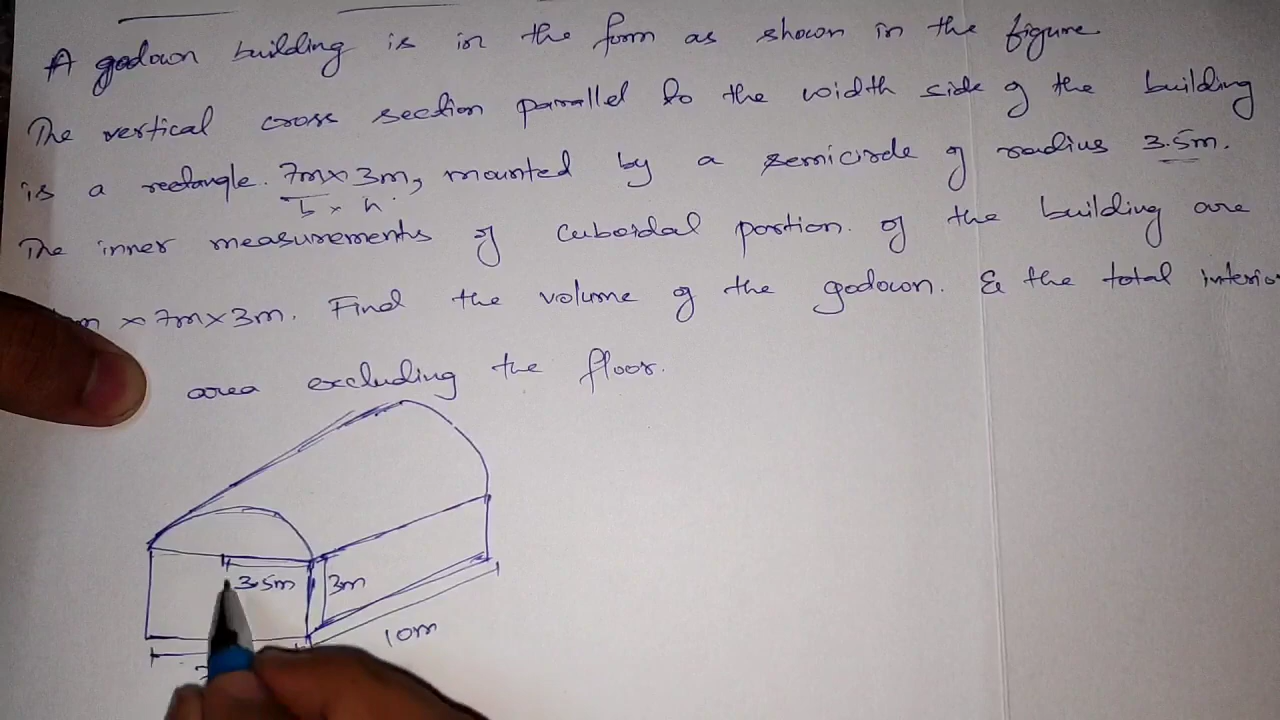 A godown building is in the form as shown in the figure
The vertical cross section parallel to the width side of the building
is a rectangle. 7m×3m, mounted by a semicircle of radius 3.5m.
b × h.
The inner measurements of cuboidal portion. of the building are
m ×7m×3m. Find the volume of the godown. & the total interio
area excluding the floor.
3.5m
3m
10m